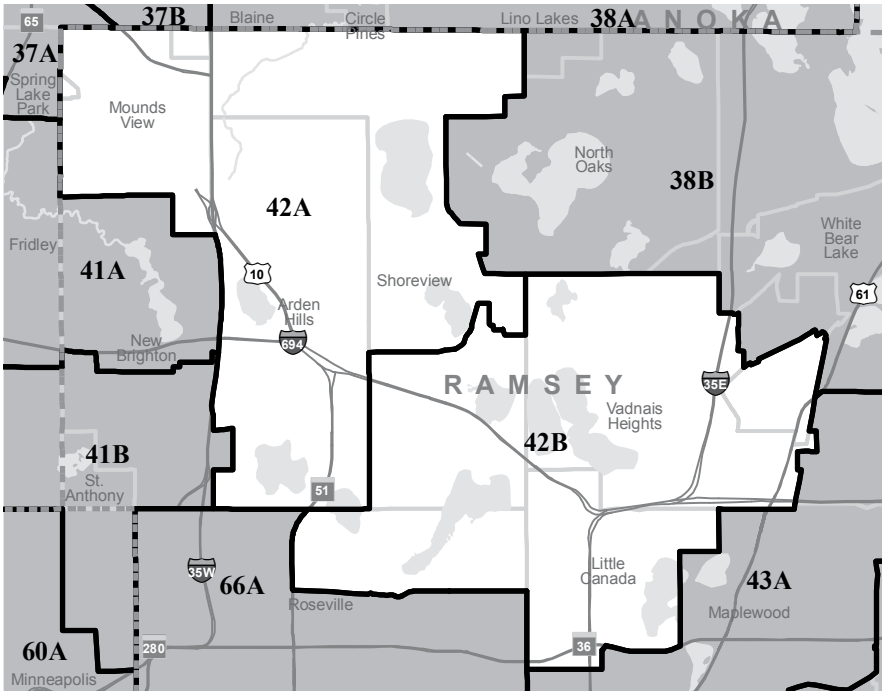 65
37B
Blaine
Circle
Pines
Lino Lakes
38A
ANOKA
37A
Spring
Lake
Park
Mounds
View
North
Oaks
38B
42A
White
Bear
Lake
Fridley
41A
10
Shoreview
61
Arden
Hills
694
New
Brighton
RAMSEY
35E
Vadnais
Heights
42B
41B
St.
Anthony
51
35W
66A
Little
Canada
43A
Roseville
Maplewood
36
280
60A
Minneapolis